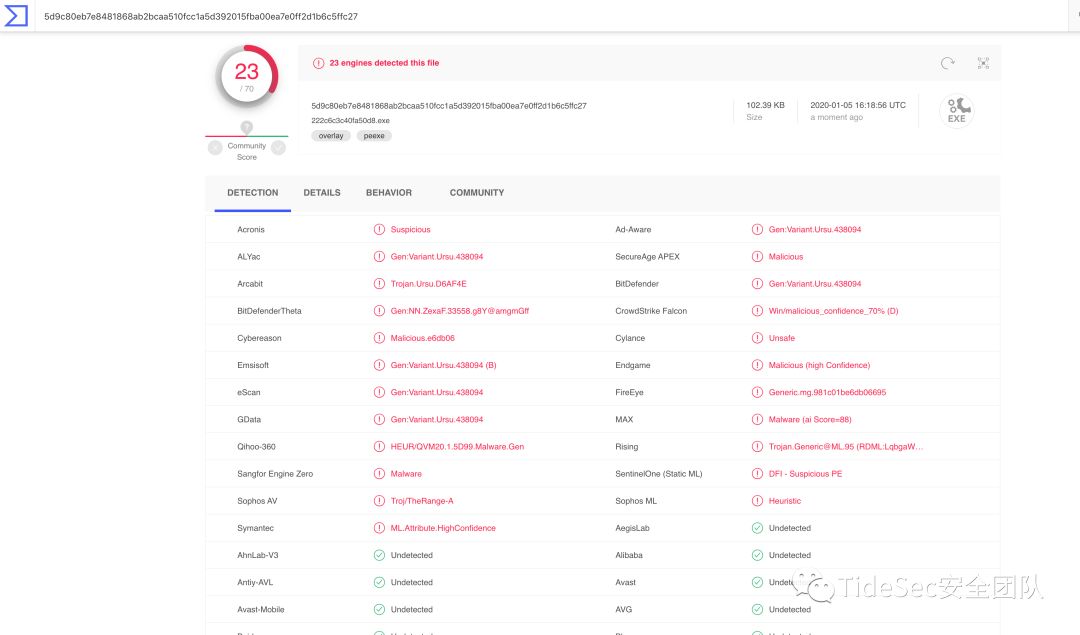 5d9c80eb7e8481868ab2bcaa510fcc1a5d392015fba00ea7e0ff2d1b6c5ffc27
23
/ 70
?
Community
Score
23 engines detected this file
5d9c80eb7e8481868ab2bcaa510fcc1a5d392015fba00ea7e0ff2d1b6c5ffc27
222c6c3c40fa50d8.exe
overlay peexe
102.39 KB
Size
2020-01-05 16:18:56 UTC
a moment ago
EXE
DETECTION DETAILS BEHAVIOR COMMUNITY
Acronis Suspicious Ad-Aware Gen:Variant.Ursu.438094
ALYac Gen:Variant.Ursu.438094 SecureAge APEX Malicious
Arcabit Trojan.Ursu.D6AF4E BitDefender Gen:Variant.Ursu.438094
BitDefenderTheta Gen:NN.ZexaF.33558.g8Y@amgmGff CrowdStrike Falcon Win/malicious_confidence_70% (D)
Cybereason Malicious.e6db06 Cylance Unsafe
Emsisoft Gen:Variant.Ursu.438094 (B) Endgame Malicious (high Confidence)
eScan Gen:Variant.Ursu.438094 FireEye Generic.mg.981c01be6db06695
GData Gen:Variant.Ursu.438094 MAX Malware (ai Score=88)
Qihoo-360 HEUR/QVM20.1.5D99.Malware.Gen Rising Trojan.Generic@ML.95 (RDML:LqbgaW…
Sangfor Engine Zero Malware SentinelOne (Static ML) DFI - Suspicious PE
Sophos AV Troj/TheRange-A Sophos ML Heuristic
Symantec ML.Attribute.HighConfidence AegisLab Undetected
AhnLab-V3 Undetected Alibaba Undetected
Antiy-AVL Undetected Avast
TideSec安全团队
Avast-Mobile Undetected AVG Undetected